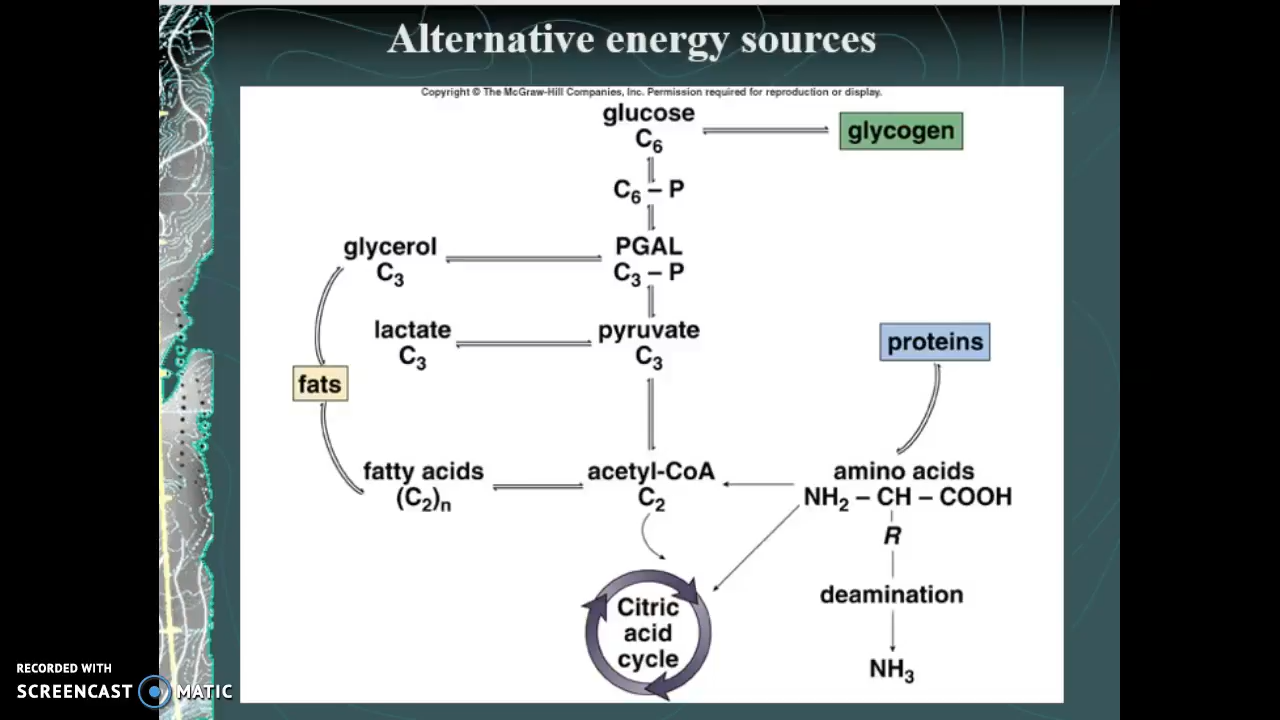 Alternative energy sources
Copyright © The McGraw-Hill Companies, Inc. Permission required for reproduction or display.
glucose
C₆
glycogen
C₆ – P
glycerol
C₃
PGAL
C₃ – P
lactate
C₃
pyruvate
C₃
proteins
fats
fatty acids
(C₂)ₙ
acetyl-CoA
C₂
amino acids
NH₂ – CH – COOH
R
deamination
NH₃
Citric
acid
cycle
RECORDED WITH
SCREENCAST MATIC